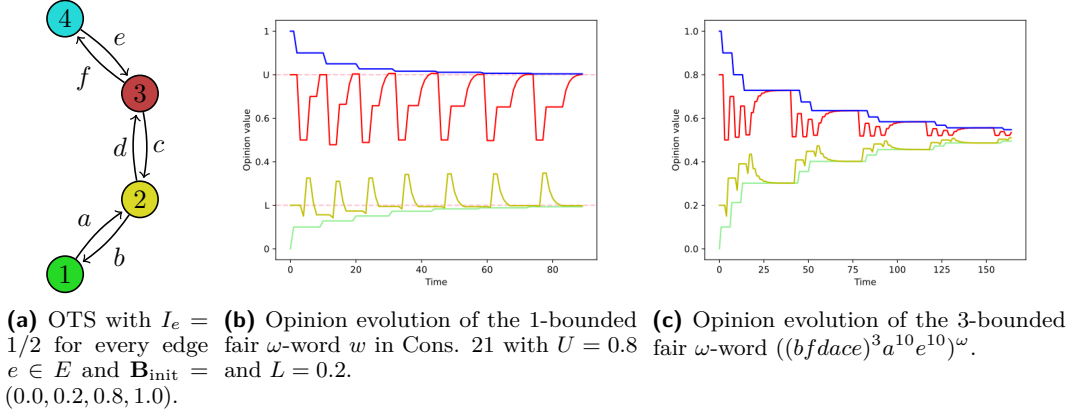 4
e
f
3
d
c
2
a
b
1
Opinion value
1
U
0.6
0.4
L
0
0
20
40
60
80
Time
Opinion value
1.0
0.8
0.6
0.4
0.2
0.0
0
25
50
75
100
125
150
Time
(a) OTS with I_e =
1/2 for every edge
e ∈ E and B_init =
(0.0, 0.2, 0.8, 1.0).
(b) Opinion evolution of the 1-bounded
fair ω-word w in Cons. 21 with U = 0.8
and L = 0.2.
(c) Opinion evolution of the 3-bounded
fair ω-word ((bfdace)³a¹⁰e¹⁰)^ω.